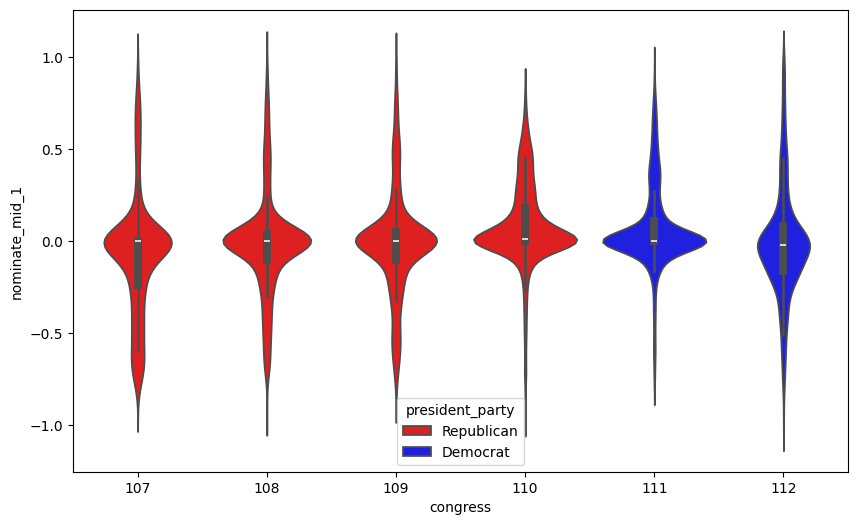 1.0
0.5
0.0
−0.5
−1.0
nominate_mid_1
president_party
Republican
Democrat
107 108 109 110 111 112
congress